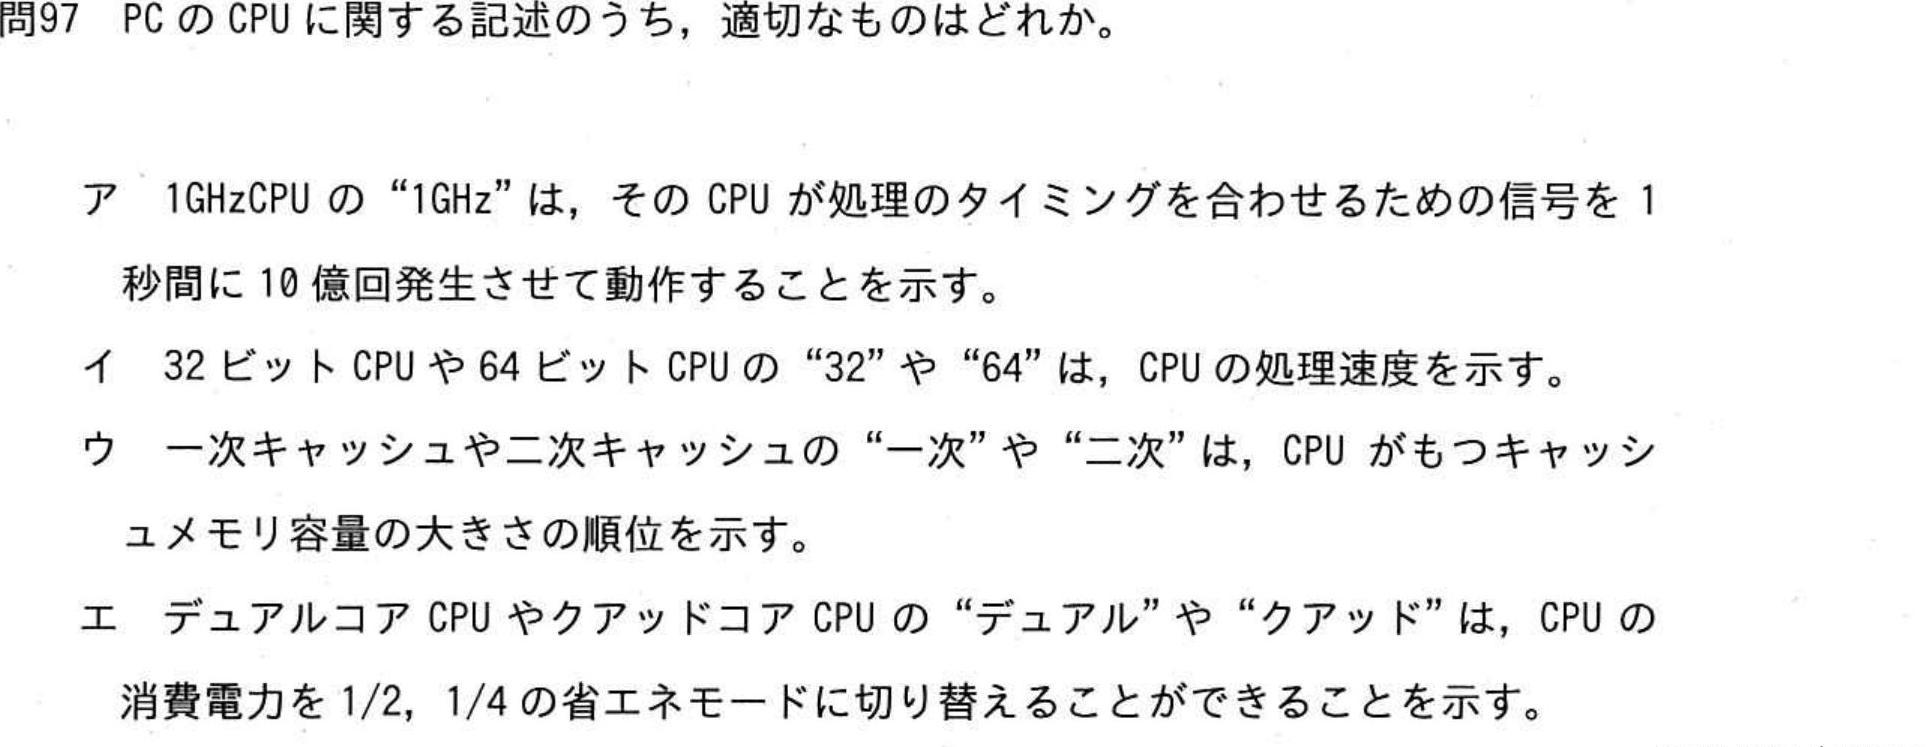 問97 PC の CPU に関する記述のうち，適切なものはどれか。
ア 1GHzCPU の “1GHz” は，その CPU が処理のタイミングを合わせるための信号を 1
秒間に 10 億回発生させて動作することを示す。
イ 32 ビット CPU や 64 ビット CPU の “32” や “64” は，CPU の処理速度を示す。
ウ 一次キャッシュや二次キャッシュの “一次” や “二次” は，CPU がもつキャッシ
ュメモリ容量の大きさの順位を示す。
エ デュアルコア CPU やクアッドコア CPU の “デュアル” や “クアッド” は，CPU の
消費電力を 1/2，1/4 の省エネモードに切り替えることができることを示す。